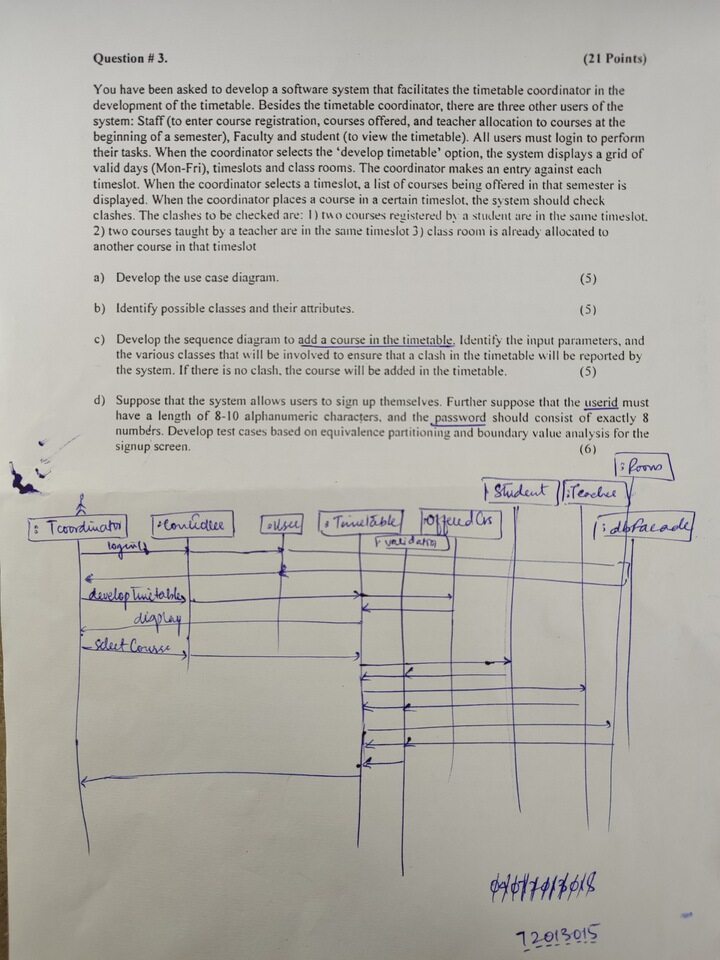 Question # 3.
(21 Points)
You have been asked to develop a software system that facilitates the timetable coordinator in the
development of the timetable. Besides the timetable coordinator, there are three other users of the
system: Staff (to enter course registration, courses offered, and teacher allocation to courses at the
beginning of a semester), Faculty and student (to view the timetable). All users must login to perform
their tasks. When the coordinator selects the ‘develop timetable’ option, the system displays a grid of
valid days (Mon-Fri), timeslots and class rooms. The coordinator makes an entry against each
timeslot. When the coordinator selects a timeslot, a list of courses being offered in that semester is
displayed. When the coordinator places a course in a certain timeslot, the system should check
clashes. The clashes to be checked are: 1) two courses registered by a student are in the same timeslot.
2) two courses taught by a teacher are in the same timeslot 3) class room is already allocated to
another course in that timeslot
a) Develop the use case diagram. (5)
b) Identify possible classes and their attributes. (5)
c) Develop the sequence diagram to add a course in the timetable. Identify the input parameters, and
the various classes that will be involved to ensure that a clash in the timetable will be reported by
the system. If there is no clash, the course will be added in the timetable. (5)
d) Suppose that the system allows users to sign up themselves. Further suppose that the userid must
have a length of 8-10 alphanumeric characters, and the password should consist of exactly 8
numbers. Develop test cases based on equivalence partitioning and boundary value analysis for the
signup screen. (6)
: Rooms
: Student
: Teacher
: Tcoordinator
: User
: Timetable
: dbFacade
: validation
display
select Course
72013015